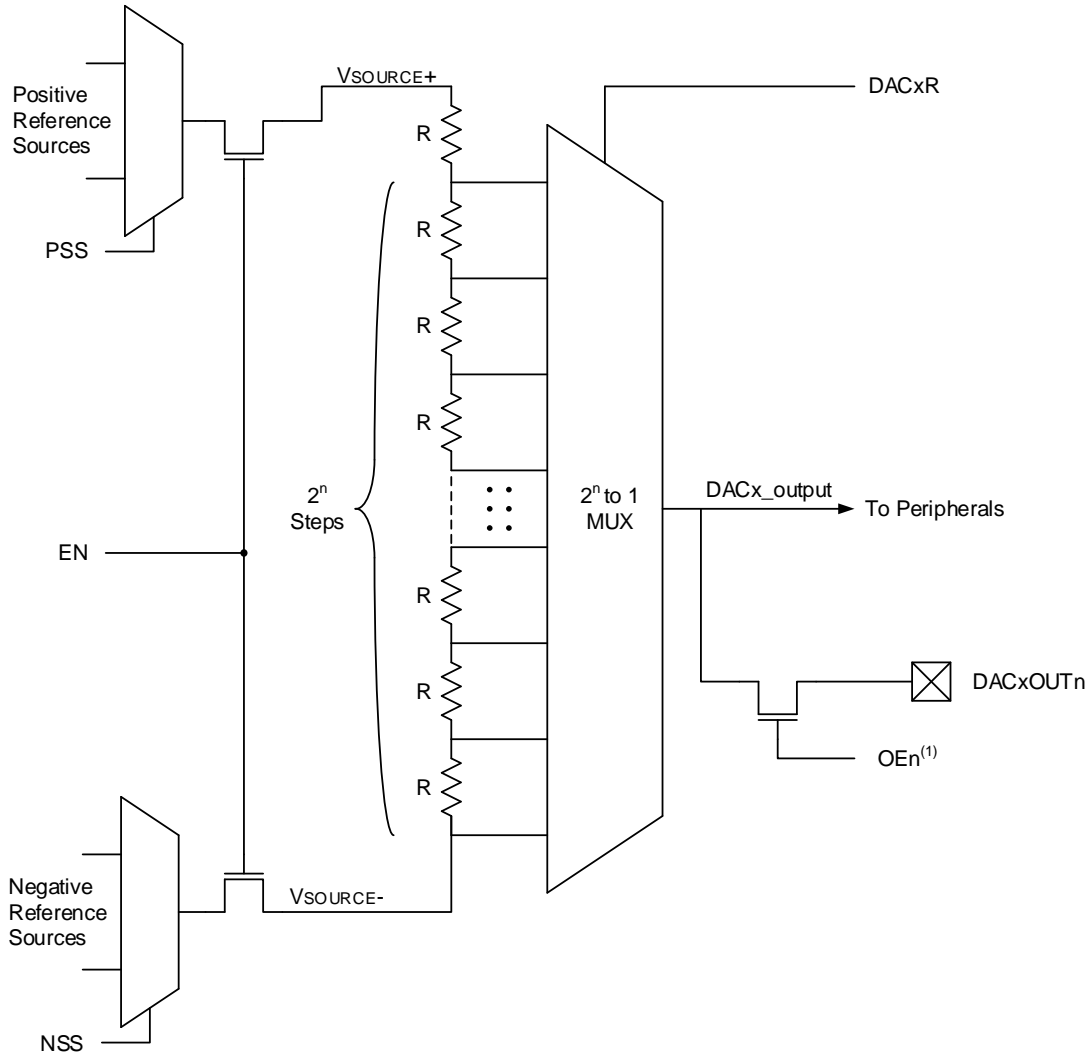 VSOURCE+
DACxR
Positive
Reference
Sources
R
R
PSS
R
R
2ⁿ
Steps
2ⁿ to 1
MUX
DACx_output
To Peripherals
EN
R
R
DACxOUTn
OEn⁽¹⁾
R
Negative
Reference
Sources
VSOURCE-
NSS